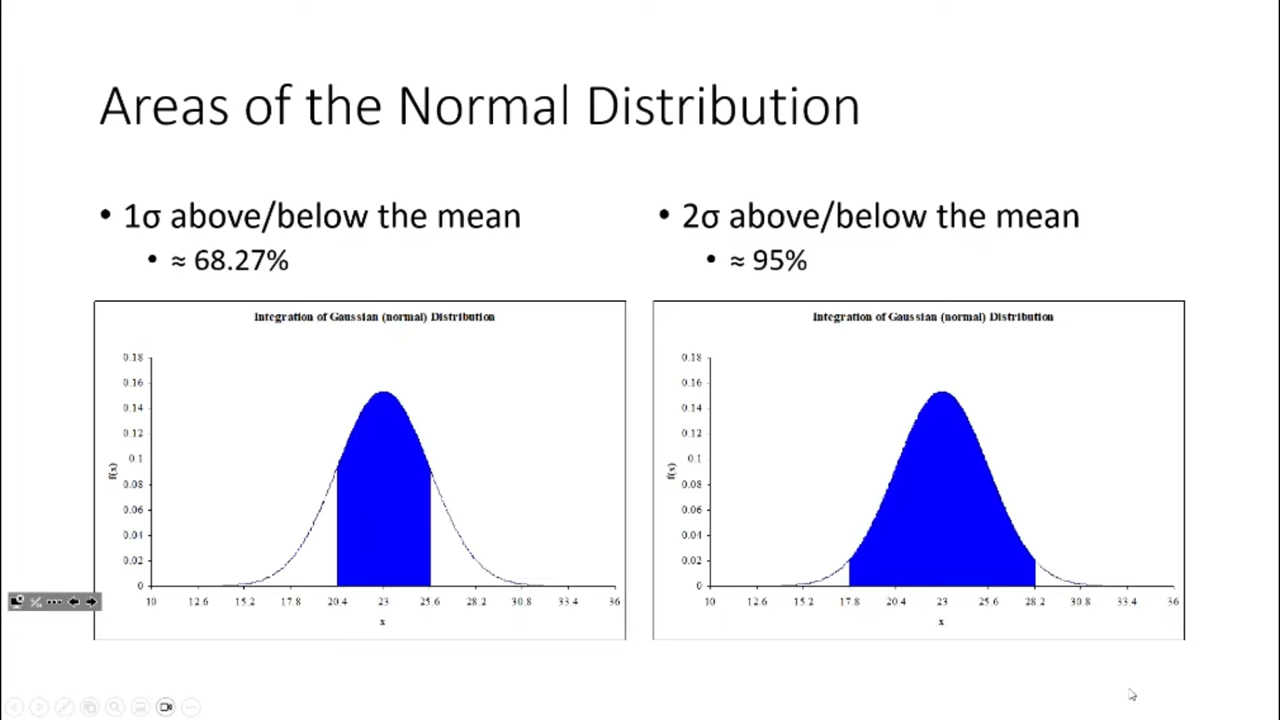 Areas of the Normal Distribution
• 1σ above/below the mean
• ≈ 68.27%
Integration of Gaussian (normal) Distribution
0.18
0.16
0.14
0.12
0.1
0.08
0.06
0.04
0.02
0
f(x)
10 12.6 15.2 17.8 20.4 23 25.6 28.2 30.8 33.4 36
x
• 2σ above/below the mean
• ≈ 95%
Integration of Gaussian (normal) Distribution
0.18
0.16
0.14
0.12
0.1
0.08
0.06
0.04
0.02
0
f(x)
10 12.6 15.2 17.8 20.4 23 25.6 28.2 30.8 33.4 36
x